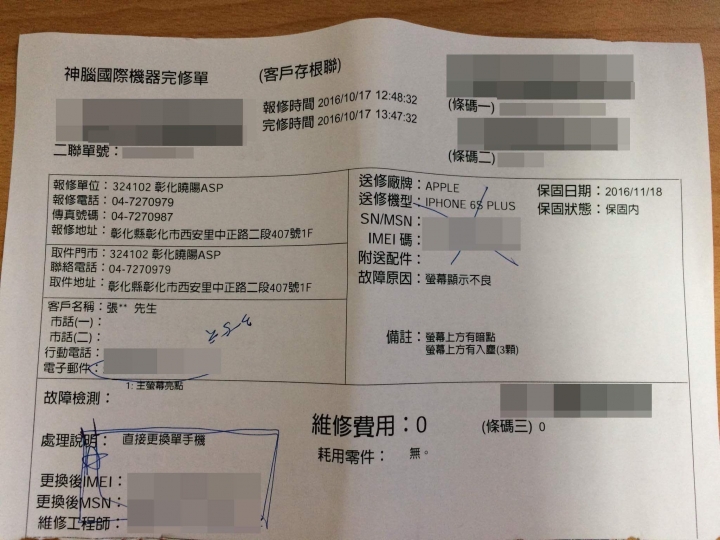 神腦國際機器完修單
(客戶存根聯)
報修時間 2016/10/17 12:48:32
完修時間 2016/10/17 13:47:32
(條碼一)
(條碼二)
二聯單號：
報修單位：324102 彰化曉陽ASP
報修電話：04-7270979
傳真號碼：04-7270987
報修地址：彰化縣彰化市西安里中正路二段407號1F
取件門市：324102 彰化曉陽ASP
聯絡電話：04-7270979
取件地址：彰化縣彰化市西安里中正路二段407號1F
客戶名稱：張** 先生
市話(一)：
市話(二)：
行動電話：
電子郵件：
送修廠牌：APPLE
送修機型：IPHONE 6S PLUS
SN/MSN：
IMEI 碼：
附送配件：
故障原因：螢幕顯示不良
保固日期：2016/11/18
保固狀態：保固內
備註：螢幕上方有暗點
螢幕上方有入塵(3顆)
1: 主螢幕亮點
故障檢測：
處理說明：直接更換單手機
更換後IMEI：
更換後MSN：
維修工程師：
維修費用：0
耗用零件：無。
(條碼三) 0